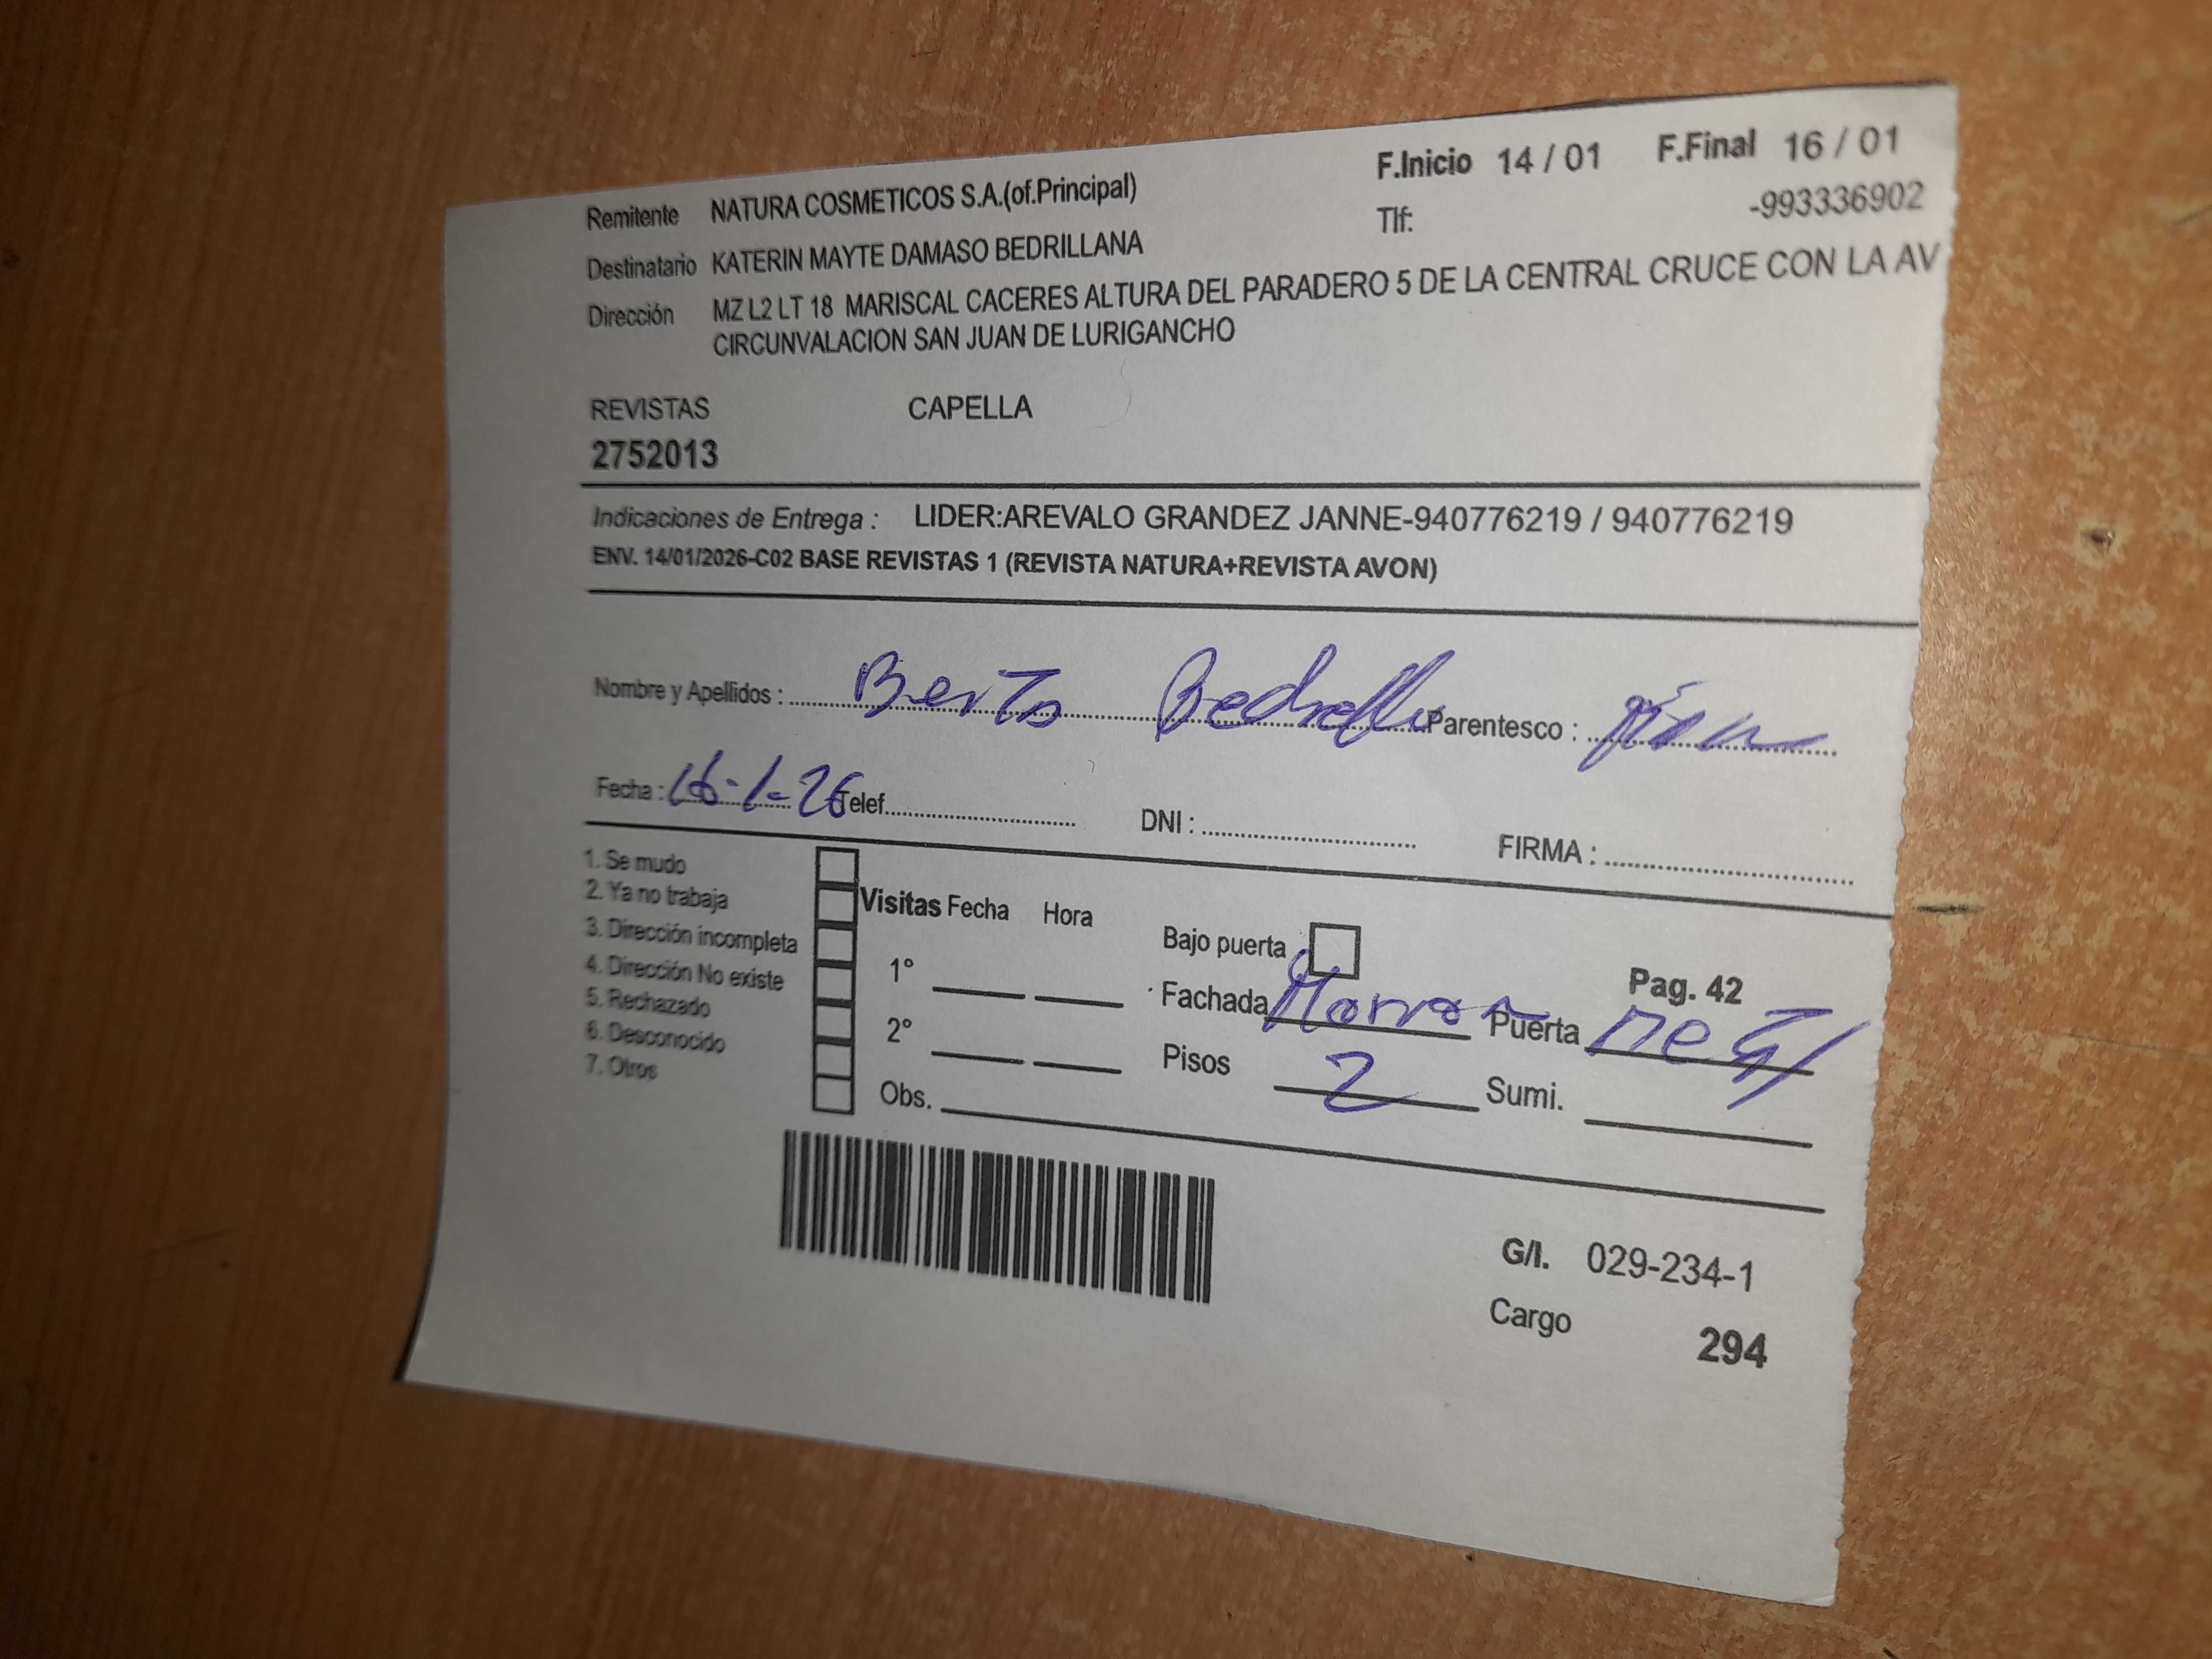 F.Inicio 14 / 01 F.Final 16 / 01
Remitente NATURA COSMETICOS S.A.(of.Principal)
Tlf: -993336902
Destinatario KATERIN MAYTE DAMASO BEDRILLANA
Dirección MZ L2 LT 18 MARISCAL CACERES ALTURA DEL PARADERO 5 DE LA CENTRAL CRUCE CON LA AV
CIRCUNVALACION SAN JUAN DE LURIGANCHO
REVISTAS CAPELLA
2752013
Indicaciones de Entrega : LIDER:AREVALO GRANDEZ JANNE-940776219 / 940776219
ENV. 14/01/2026-C02 BASE REVISTAS 1 (REVISTA NATURA+REVISTA AVON)
Nombre y Apellidos : Parentesco :
Fecha : 16-1-26 Telef. DNI : FIRMA :
1. Se mudo
2. Ya no trabaja
3. Dirección incompleta
4. Dirección No existe
5. Rechazado
6. Desconocido
7. Otros
Visitas Fecha Hora
1°
2°
Obs.
Bajo puerta
Pag. 42
Fachada Puerta
Pisos 2 Sumi.
G/I. 029-234-1
Cargo 294